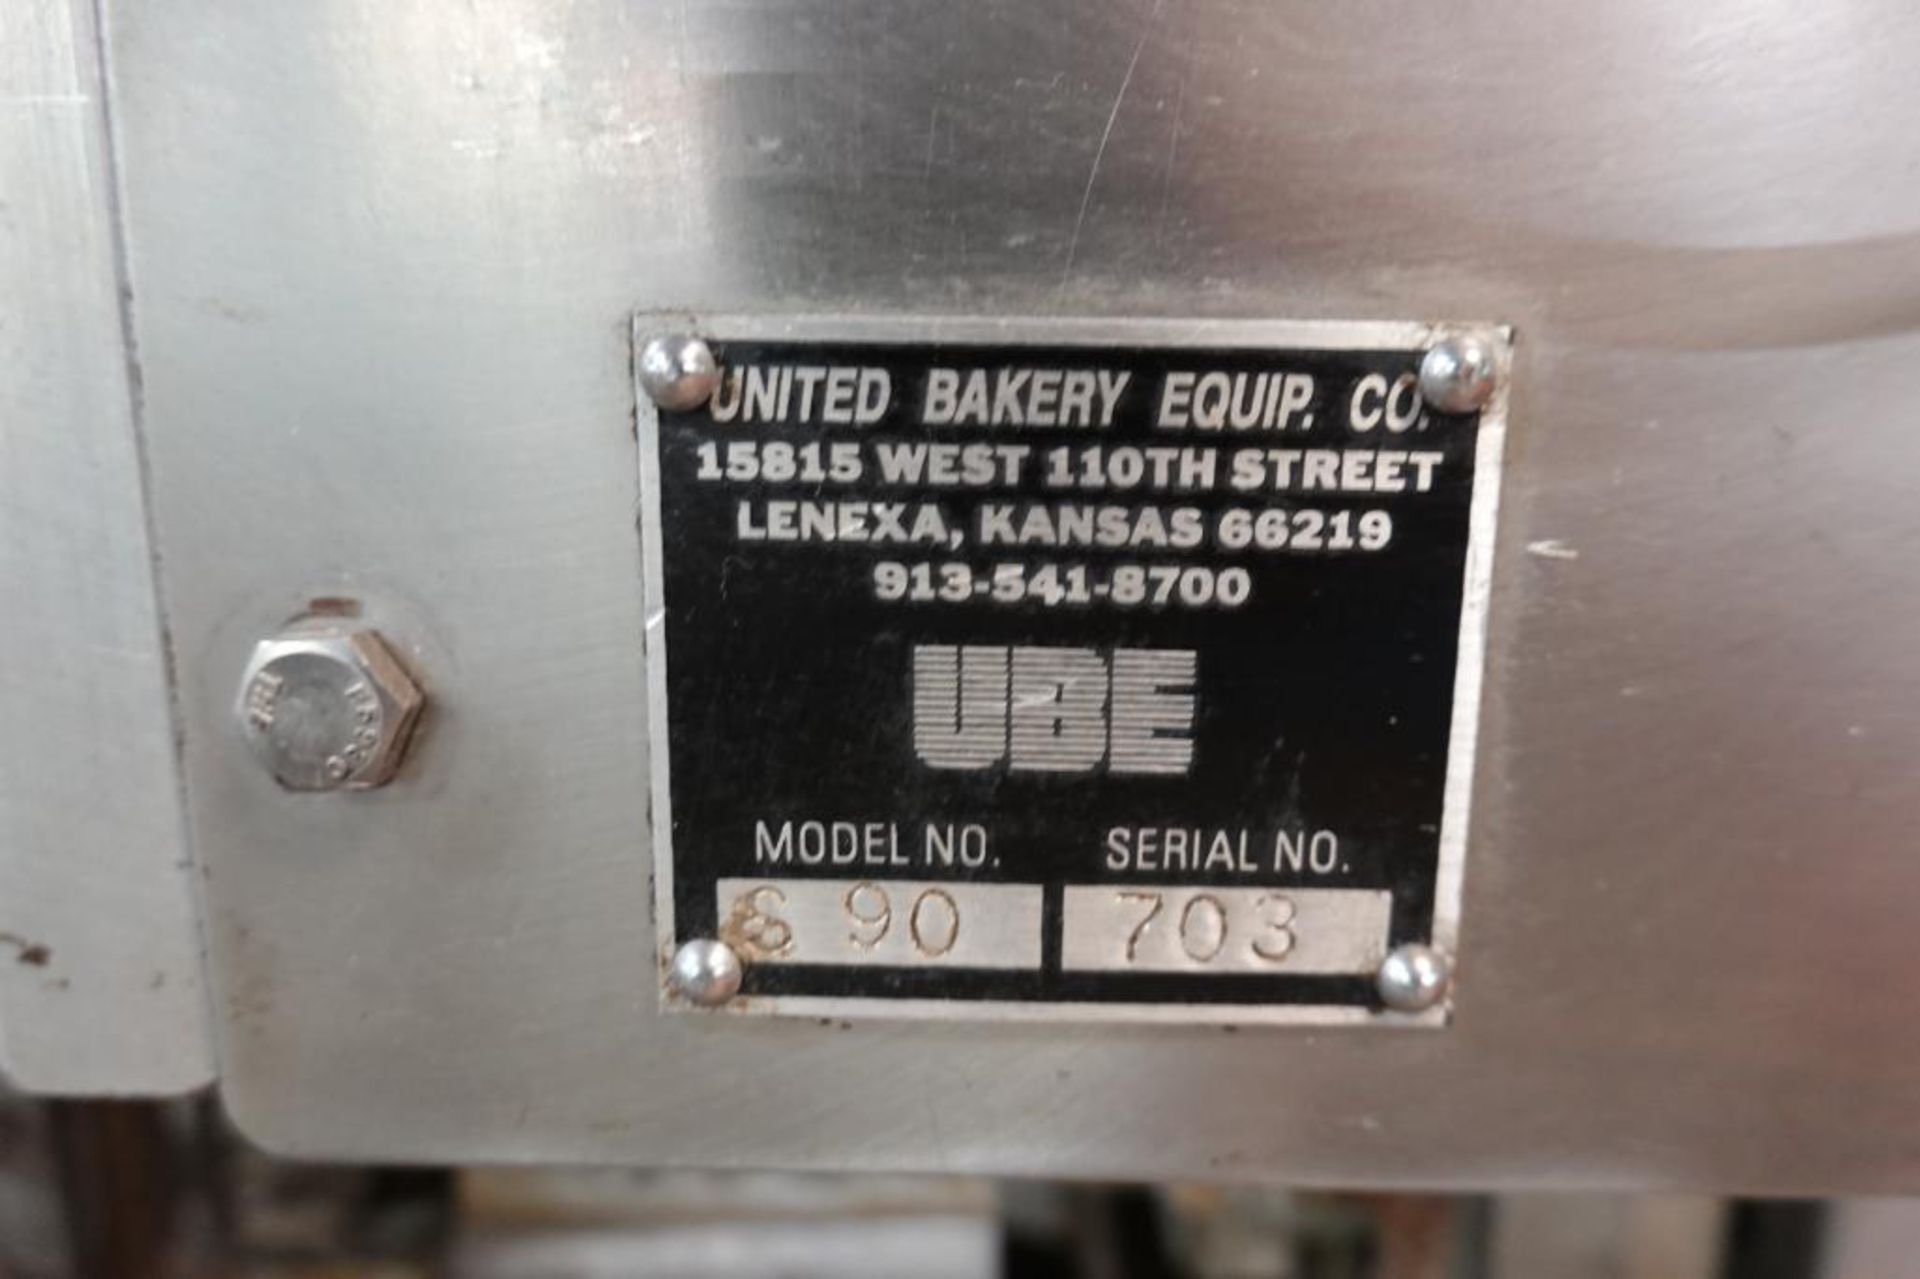 UNITED BAKERY EQUIP. CO.
15815 WEST 110TH STREET
LENEXA, KANSAS 66219
913-541-8700
UBE
MODEL NO. SERIAL NO.
90 703